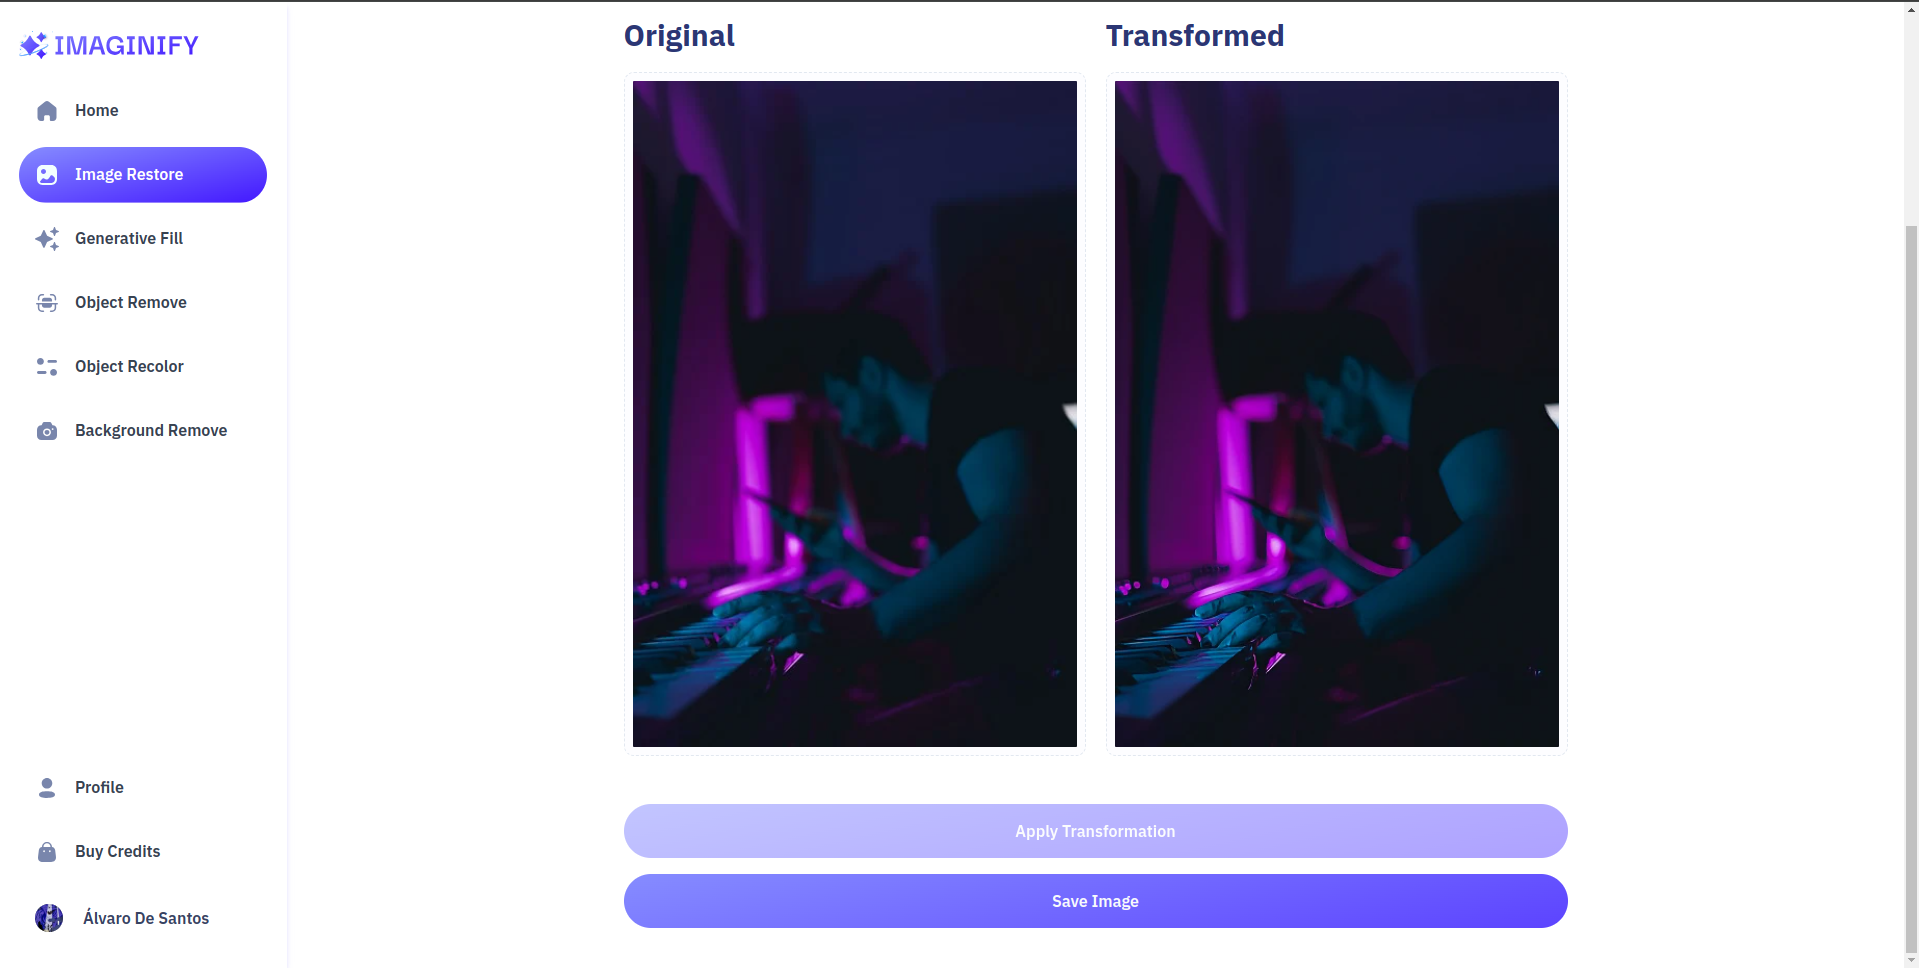 IMAGINIFY
Home
Image Restore
Generative Fill
Object Remove
Object Recolor
Background Remove
Profile
Buy Credits
Álvaro De Santos
Original
Transformed
Apply Transformation
Save Image